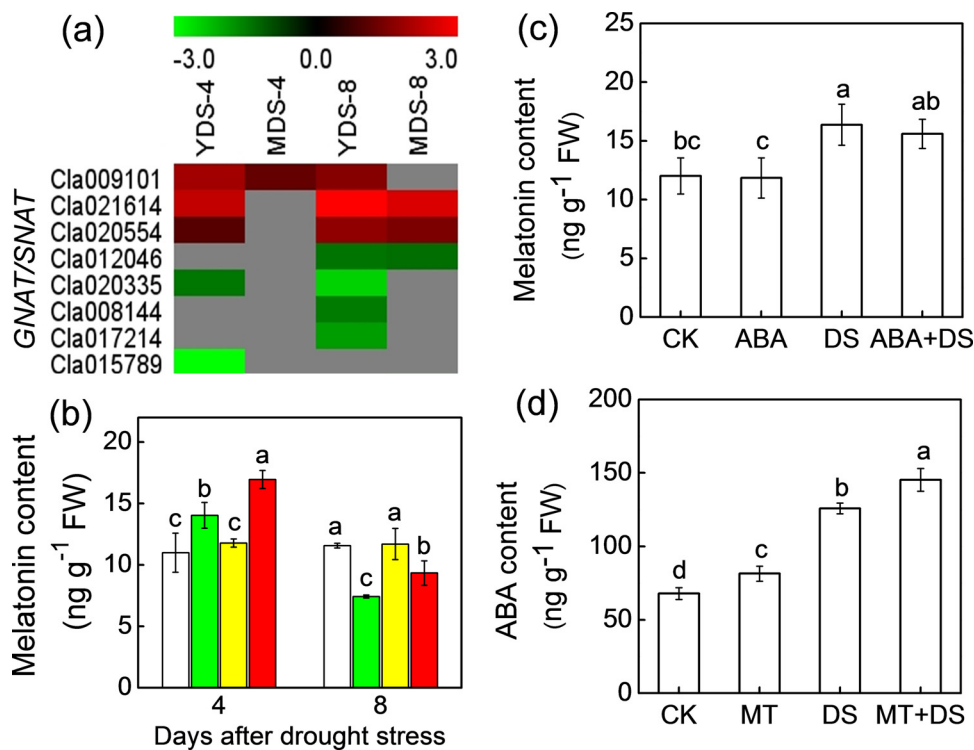 (a)
-3.0 0.0 3.0
YDS-4 MDS-4 YDS-8 MDS-8
GNAT/SNAT
Cla009101
Cla021614
Cla020554
Cla012046
Cla020335
Cla008144
Cla017214
Cla015789
(b)
Melatonin content
(ng g⁻¹ FW)
20
15
10
5
0
c b c a a c a b
4 8
Days after drought stress
(c)
Melatonin content
(ng g⁻¹ FW)
25
20
15
10
5
0
bc c a ab
CK ABA DS ABA+DS
(d)
ABA content
(ng g⁻¹ FW)
200
150
100
50
0
d c b a
CK MT DS MT+DS